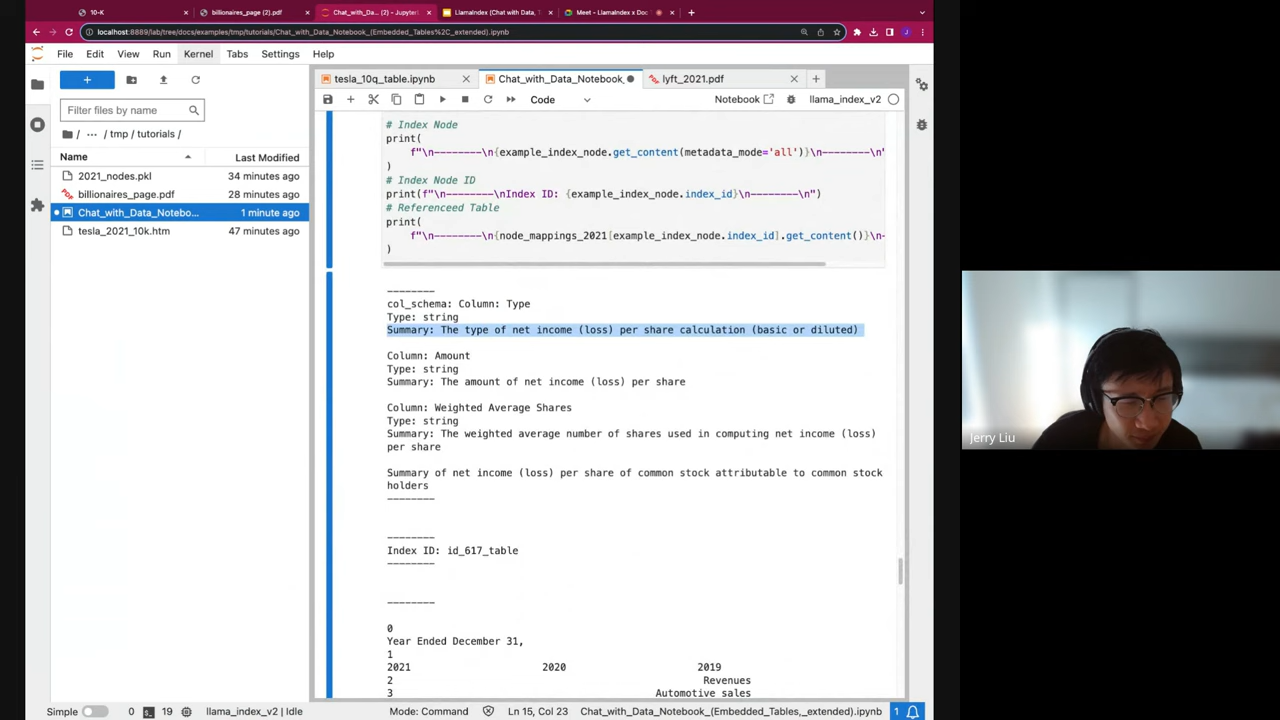 10-K
billionaires_page (2).pdf
Chat_with_Da... (2) - Jupyterl
LlamaIndex (Chat with Data, T
Meet - LlamaIndex x Doc
localhost:8889/lab/tree/docs/examples/tmp/tutorials/Chat_with_Data_Notebook_(Embedded_Tables%2C_extended).ipynb
File Edit View Run Kernel Tabs Settings Help
tesla_10q_table.ipynb
Chat_with_Data_Notebook_
lyft_2021.pdf
Code
Notebook
llama_index_v2
Filter files by name
/ ... / tmp / tutorials /
Name Last Modified
2021_nodes.pkl 34 minutes ago
billionaires_page.pdf 28 minutes ago
Chat_with_Data_Notebo... 1 minute ago
tesla_2021_10k.htm 47 minutes ago
# Index Node
print(
f"\n--------\n{example_index_node.get_content(metadata_mode='all')}\n--------\n"
)
# Index Node ID
print(f"\n--------\nIndex ID: {example_index_node.index_id}\n--------\n")
# Referenceed Table
print(
f"\n--------\n{node_mappings_2021[example_index_node.index_id].get_content()}\n-
)
--------
col_schema: Column: Type
Type: string
Summary: The type of net income (loss) per share calculation (basic or diluted)
Column: Amount
Type: string
Summary: The amount of net income (loss) per share
Column: Weighted Average Shares
Type: string
Summary: The weighted average number of shares used in computing net income (loss)
per share
Summary of net income (loss) per share of common stock attributable to common stock
holders
--------
--------
Index ID: id_617_table
--------
--------
0
Year Ended December 31,
1
2021 2020 2019
2
Revenues
3
Automotive sales
Jerry Liu
Simple 0 19 llama_index_v2 | Idle
Mode: Command Ln 15, Col 23 Chat_with_Data_Notebook_(Embedded_Tables,_extended).ipynb 1